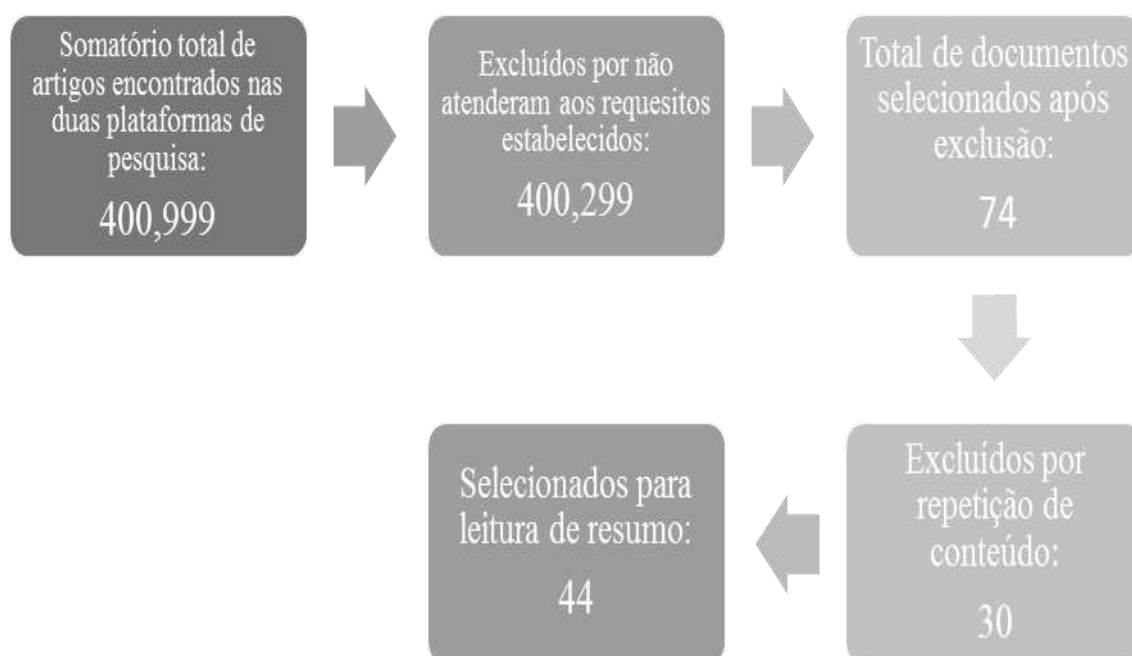 Somatório total de
artigos encontrados nas
duas plataformas de
pesquisa:
400,999
Excluídos por não
atenderam aos requesitos
estabelecidos:
400,299
Total de documentos
selecionados após
exclusão:
74
Excluídos por
repetição de
conteúdo:
30
Selecionados para
leitura de resumo:
44